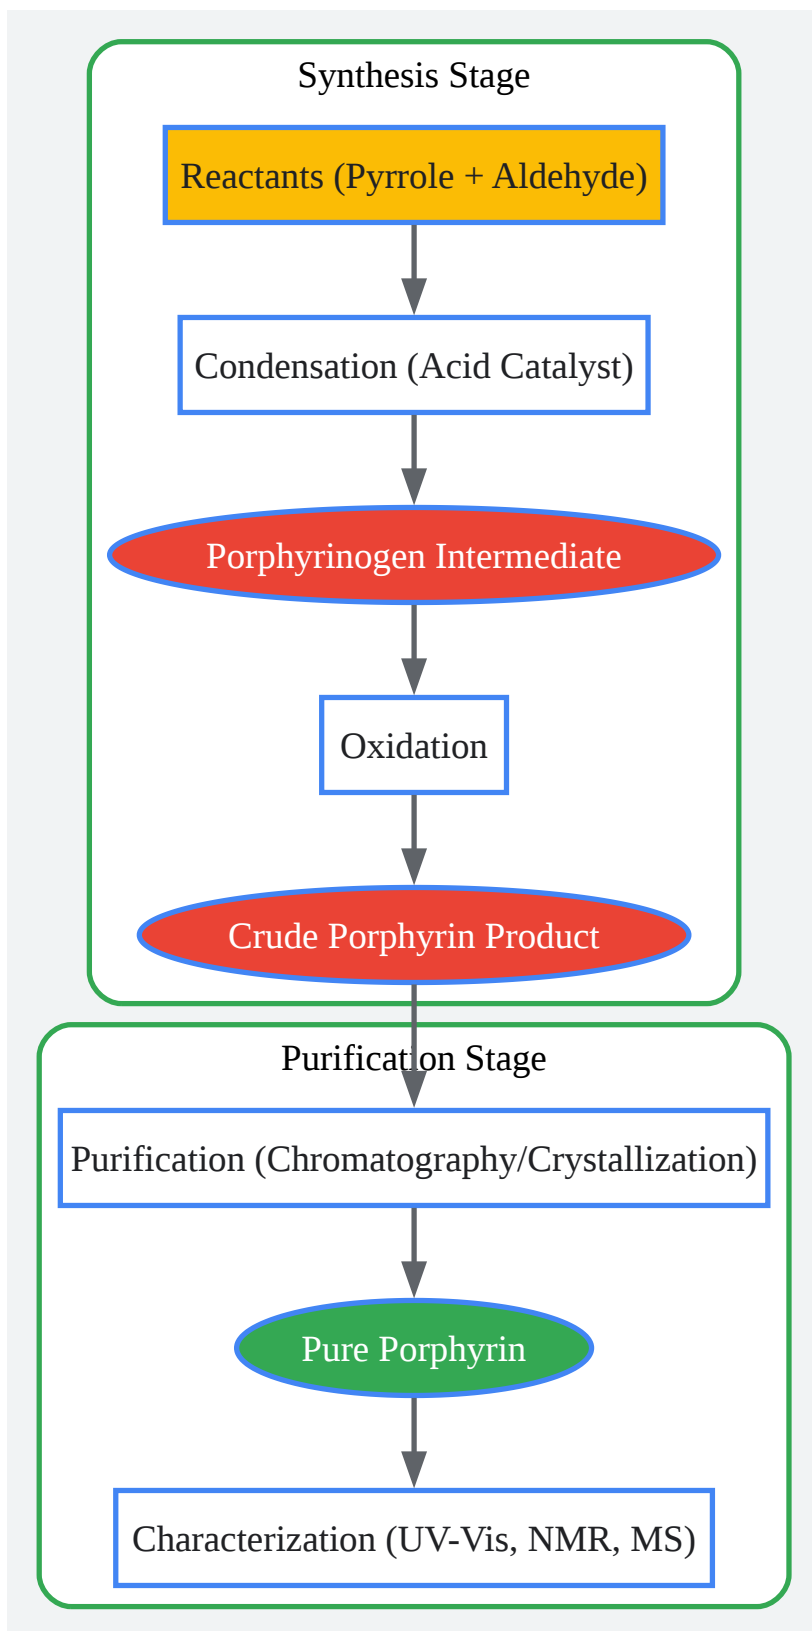 Synthesis Stage
Reactants (Pyrrole + Aldehyde)
Condensation (Acid Catalyst)
Porphyrinogen Intermediate
Oxidation
Crude Porphyrin Product
Purification Stage
Purification (Chromatography/Crystallization)
Pure Porphyrin
Characterization (UV-Vis, NMR, MS)